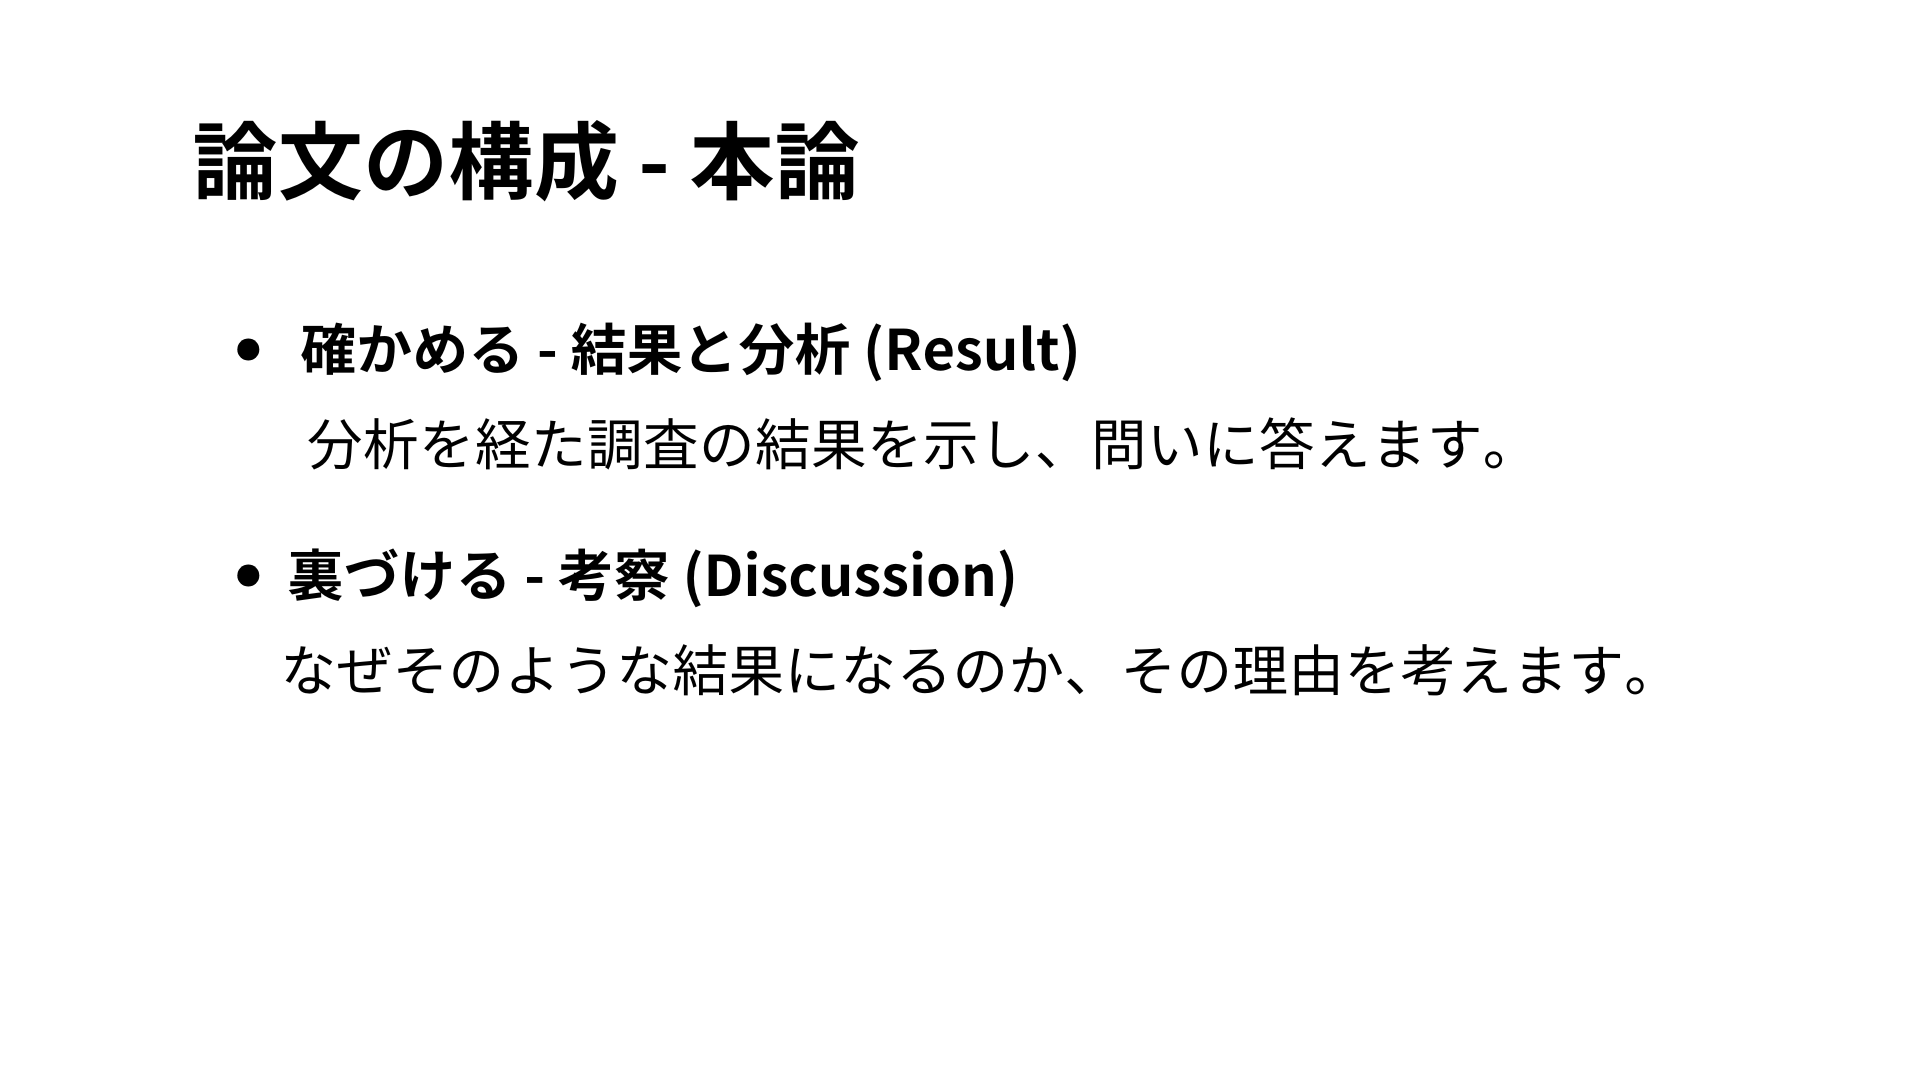 論文の構成 - 本論
• 確かめる - 結果と分析 (Result)
分析を経た調査の結果を示し、問いに答えます。
• 裏づける - 考察 (Discussion)
なぜそのような結果になるのか、その理由を考えます。